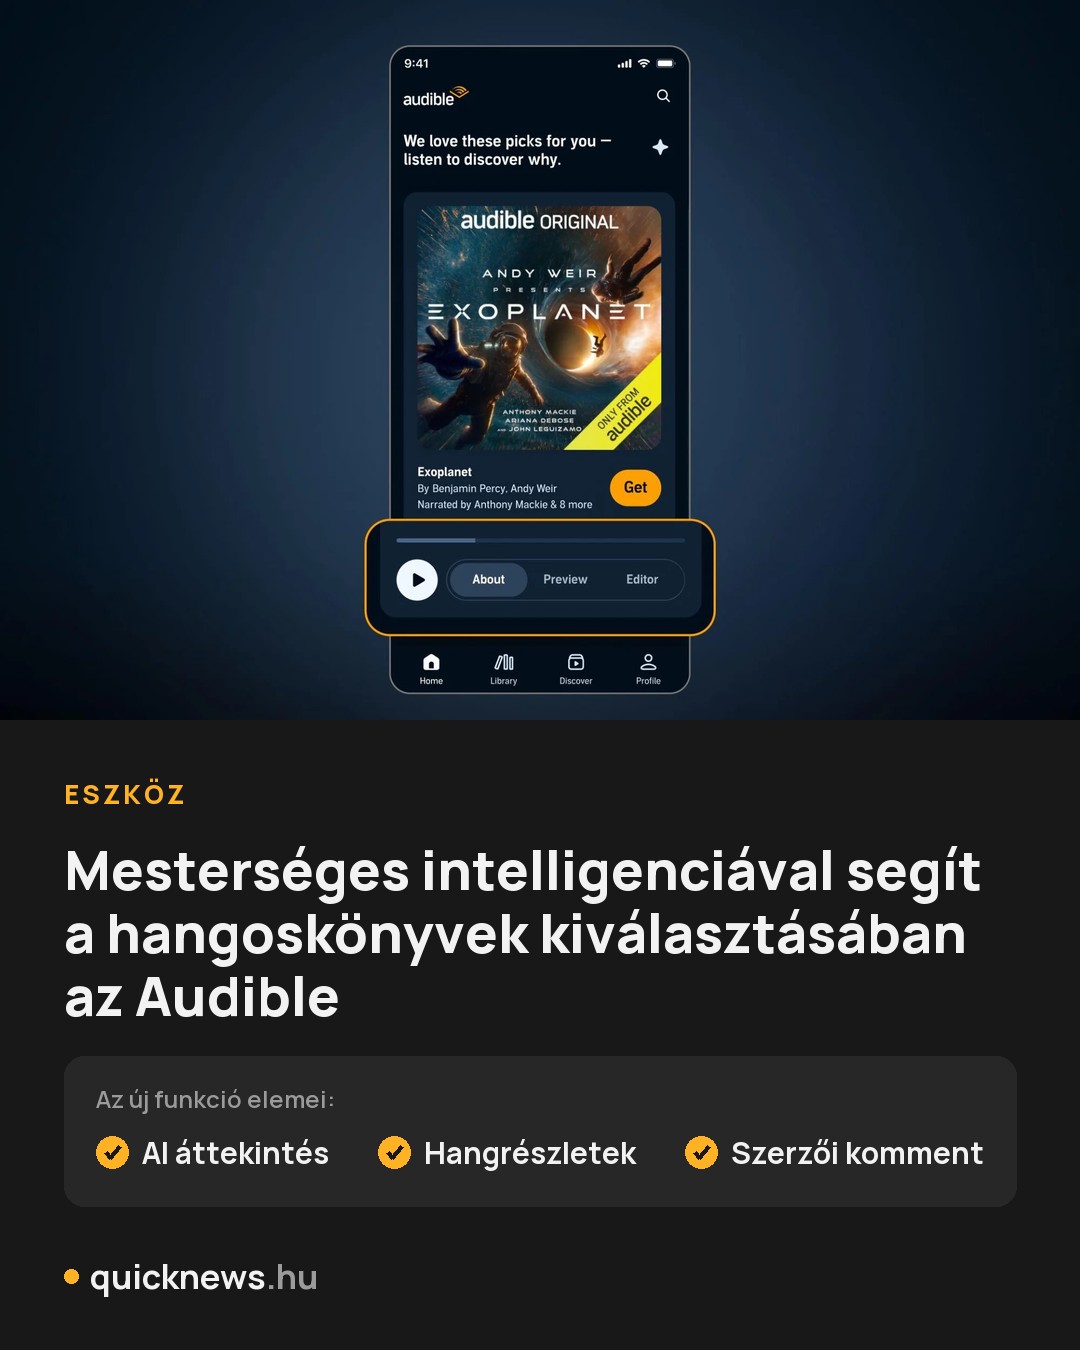 9:41
audible
We love these picks for you –
listen to discover why.
audible ORIGINAL
ANDY WEIR
PRESENTS
EXOPLANET
ANTHONY MACKIE
ARIANA DEBOSE
AND JOHN LEGUIZAMO
ONLY FROM
audible
Exoplanet
By Benjamin Percy, Andy Weir
Narrated by Anthony Mackie & 8 more
Get
About Preview Editor
Home Library Discover Profile
ESZKÖZ
Mesterséges intelligenciával segít
a hangoskönyvek kiválasztásában
az Audible
Az új funkció elemei:
AI áttekintés Hangrészletek Szerzői komment
quicknews.hu